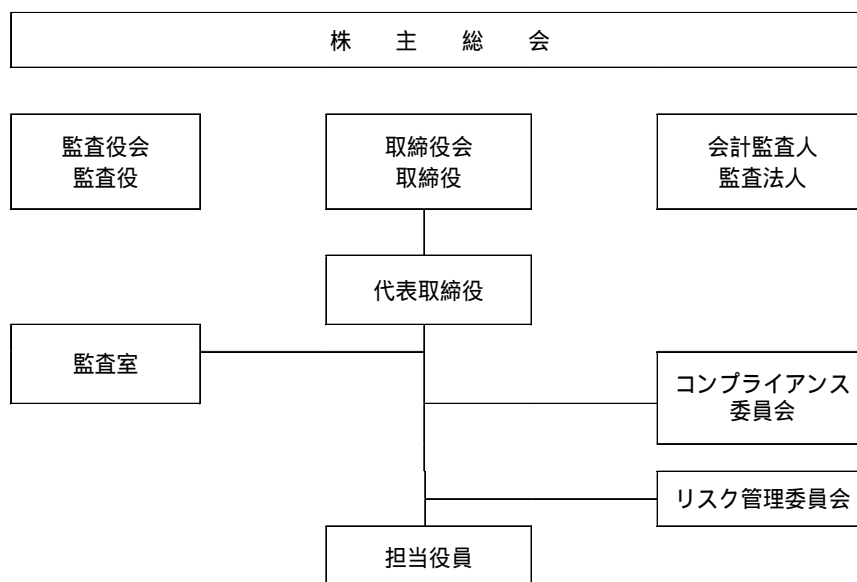 株 主 総 会
監査役会
監査役
取締役会
取締役
会計監査人
監査法人
代表取締役
監査室
コンプライアンス
委員会
リスク管理委員会
担当役員